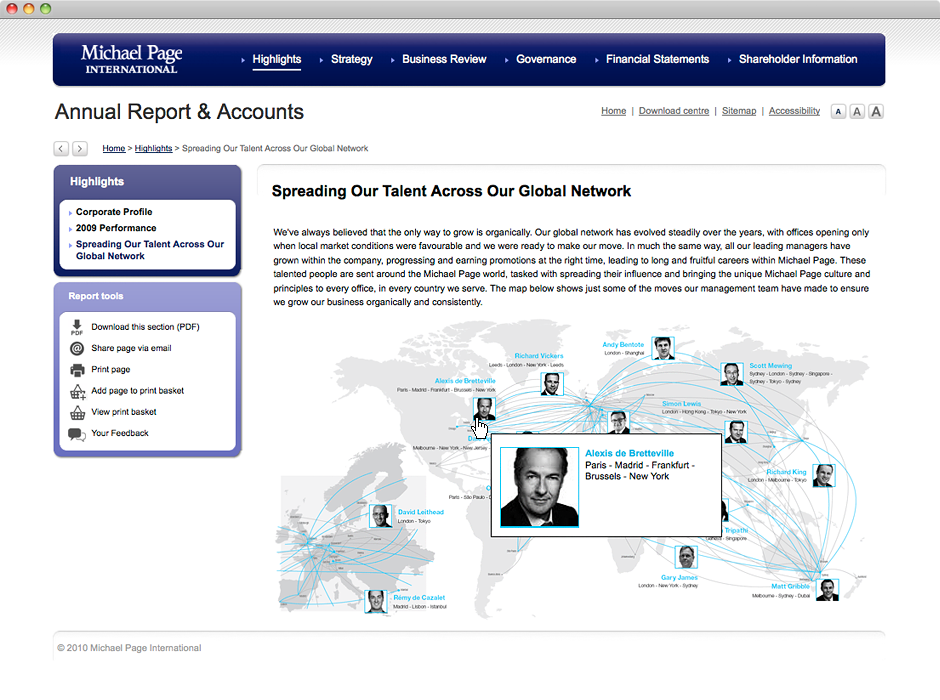 Michael Page
INTERNATIONAL
Highlights
Strategy
Business Review
Governance
Financial Statements
Shareholder Information
Annual Report & Accounts
Home | Download centre | Sitemap | Accessibility
A A A
Home > Highlights > Spreading Our Talent Across Our Global Network
Highlights
Corporate Profile
2009 Performance
Spreading Our Talent Across Our
Global Network
Report tools
PDF
Download this section (PDF)
Share page via email
Print page
Add page to print basket
View print basket
Your Feedback
Spreading Our Talent Across Our Global Network
We've always believed that the only way to grow is organically. Our global network has evolved steadily over the years, with offices opening only
when local market conditions were favourable and we were ready to make our move. In much the same way, all our leading managers have
grown within the company, progressing and earning promotions at the right time, leading to long and fruitful careers within Michael Page. These
talented people are sent around the Michael Page world, tasked with spreading their influence and bringing the unique Michael Page culture and
principles to every office, in every country we serve. The map below shows just some of the moves our management team have made to ensure
we grow our business organically and consistently.
Andy Bentote
London - Shanghai
Richard Vickers
Leeds - London - New York - Leeds
Scott Mewing
Sydney - London - Sydney - Singapore -
Sydney - Tokyo - Sydney
Alexis de Bretteville
Paris - Madrid - Frankfurt - Brussels - New York
Simon Lewis
London - Hong Kong - Tokyo - New York
Melbourne - New York - New Jersey -
Alexis de Bretteville
Paris - Madrid - Frankfurt -
Brussels - New York
Richard King
London - Melbourne - Tokyo
Paris - São Paulo -
David Leithead
London - Tokyo
Tripathi
Geneva - Singapore
Gary James
London - New York - Sydney
Matt Gribble
Melbourne - Sydney - Dubai
Rémy de Cazalet
Madrid - Lisbon - Istanbul
© 2010 Michael Page International